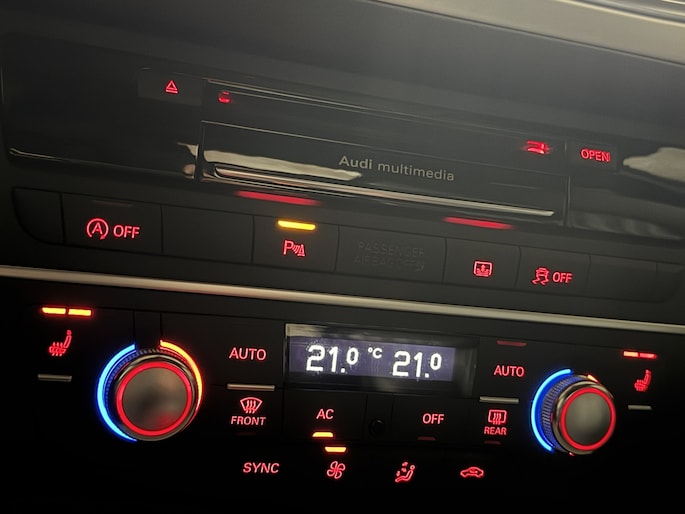 OPEN
Audi multimedia
A OFF
P
PASSENGER
AIRBAG OFF
OFF
AUTO
21.0 °C 21.0
AUTO
FRONT
AC
OFF
REAR
SYNC